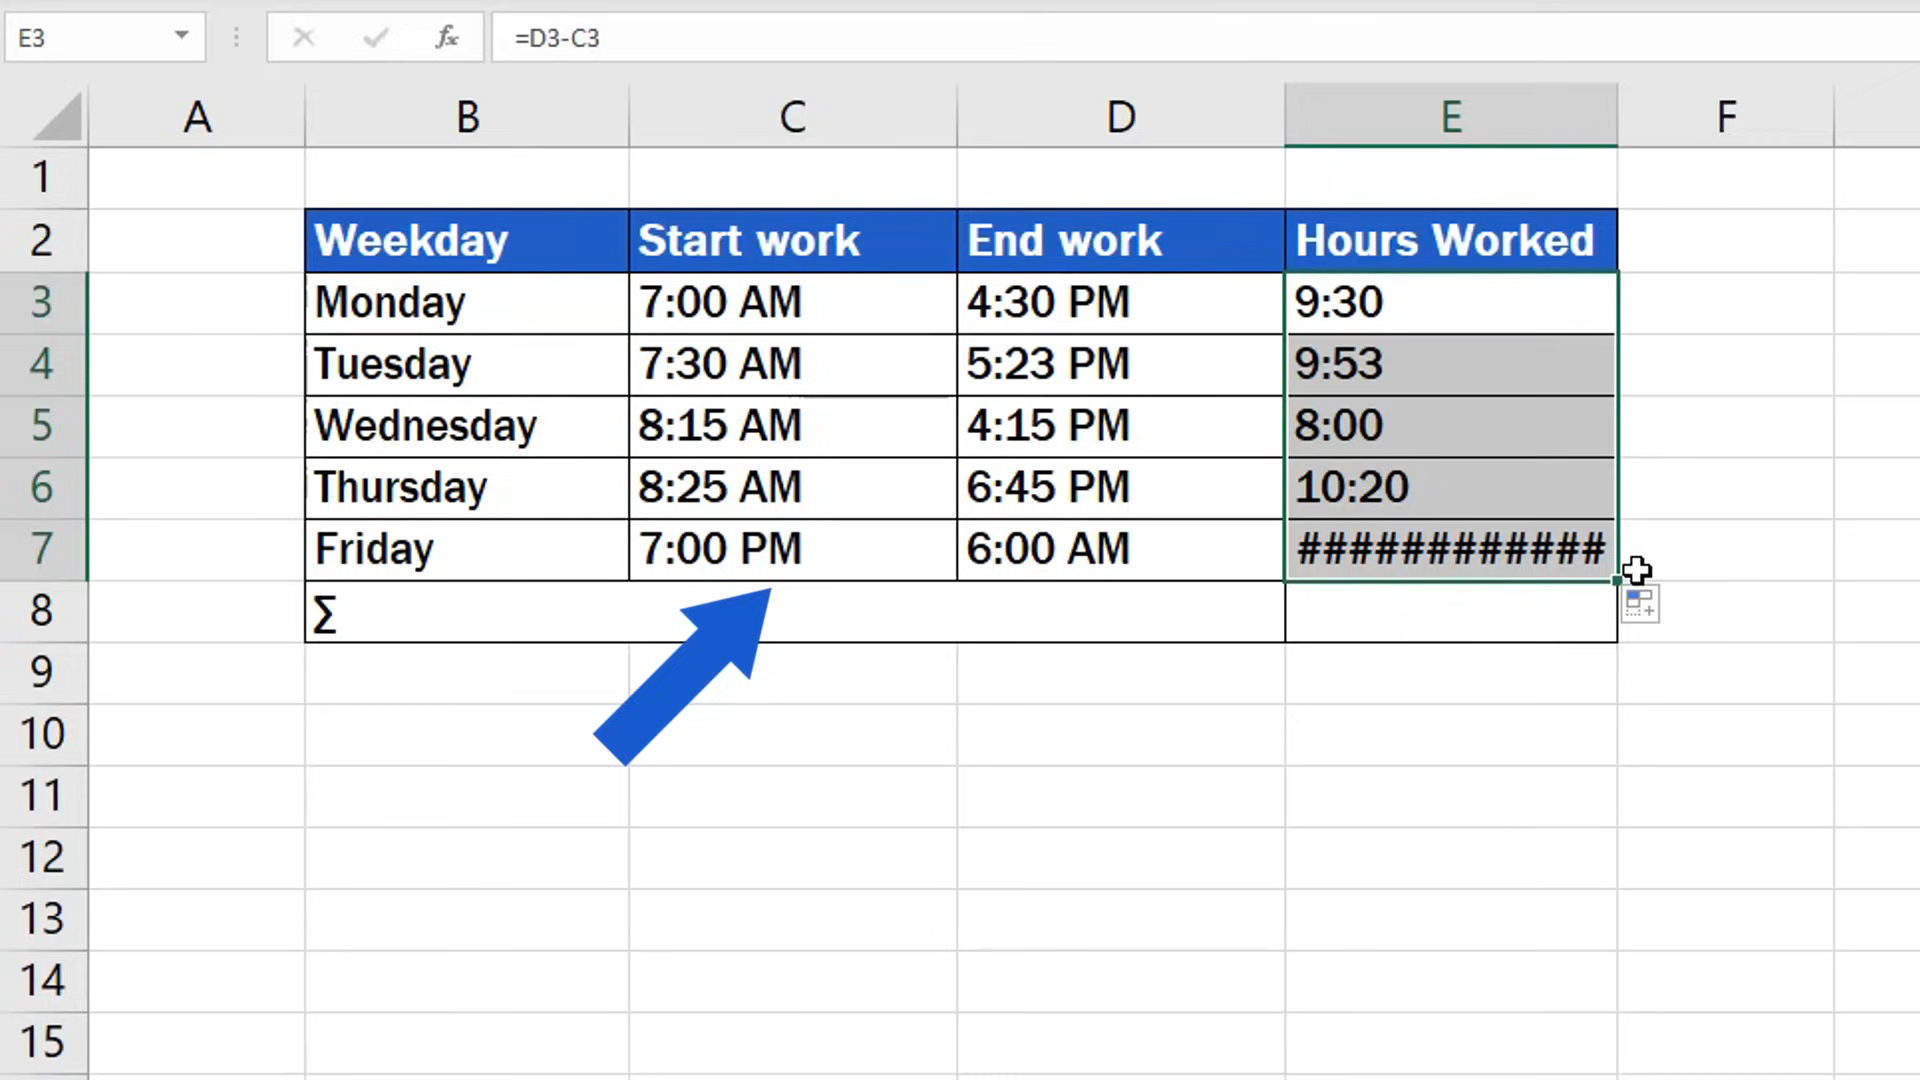 E3 fx =D3-C3
A B C D E F
1
2 Weekday Start work End work Hours Worked
3 Monday 7:00 AM 4:30 PM 9:30
4 Tuesday 7:30 AM 5:23 PM 9:53
5 Wednesday 8:15 AM 4:15 PM 8:00
6 Thursday 8:25 AM 6:45 PM 10:20
7 Friday 7:00 PM 6:00 AM ############
8 Σ
9
10
11
12
13
14
15